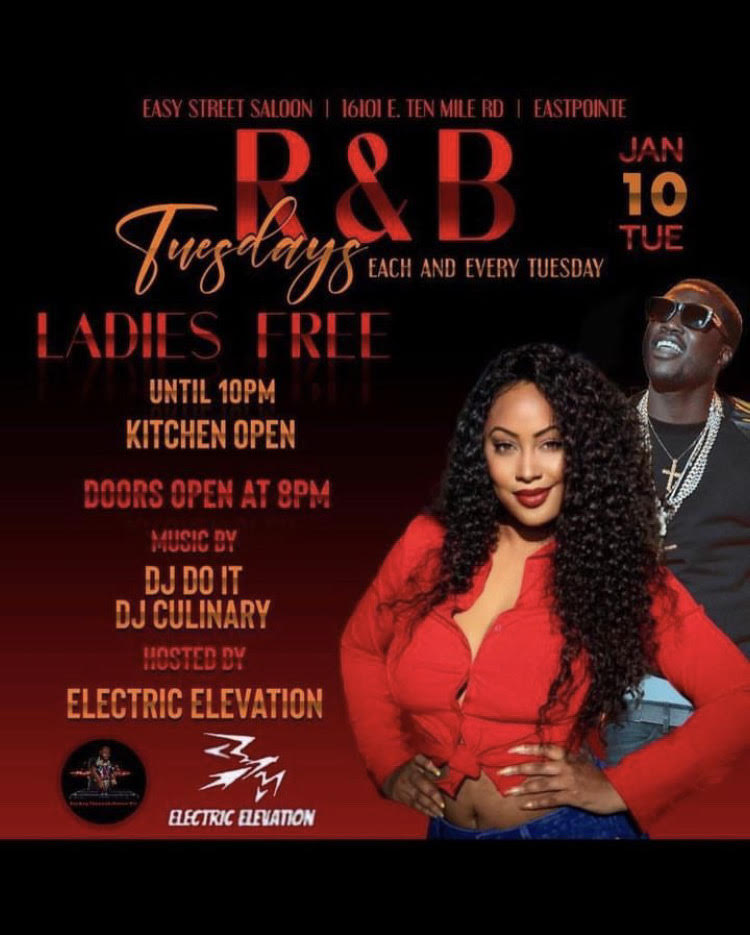 EASY STREET SALOON | 16101 E. TEN MILE RD | EASTPOINTE
R & B
Tuesdays
EACH AND EVERY TUESDAY
JAN
10
TUE
LADIES FREE
UNTIL 10PM
KITCHEN OPEN
DOORS OPEN AT 8PM
MUSIC BY
DJ DO IT
DJ CULINARY
HOSTED BY
ELECTRIC ELEVATION
ELECTRIC ELEVATION